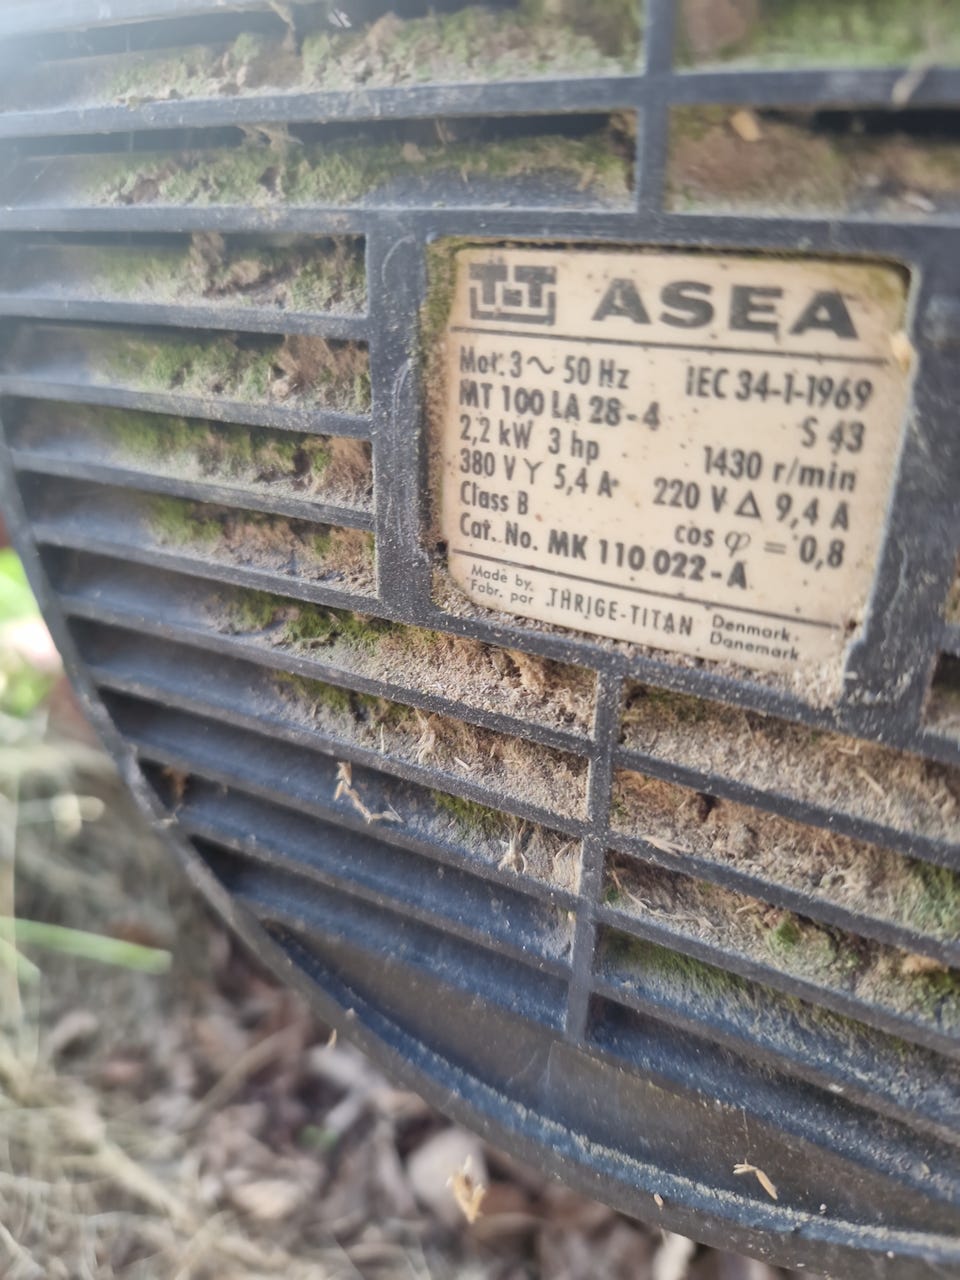 TT ASEA
Mot. 3 ~ 50 Hz IEC 34-1-1969
MT 100 LA 28-4 S 43
2,2 kW 3 hp 1430 r/min
380 V Y 5,4 A 220 V Δ 9,4 A
Class B cos φ = 0,8
Cat. No. MK 110 022-A
Made by THRIGE-TITAN Denmark
Fabr. par Danemark